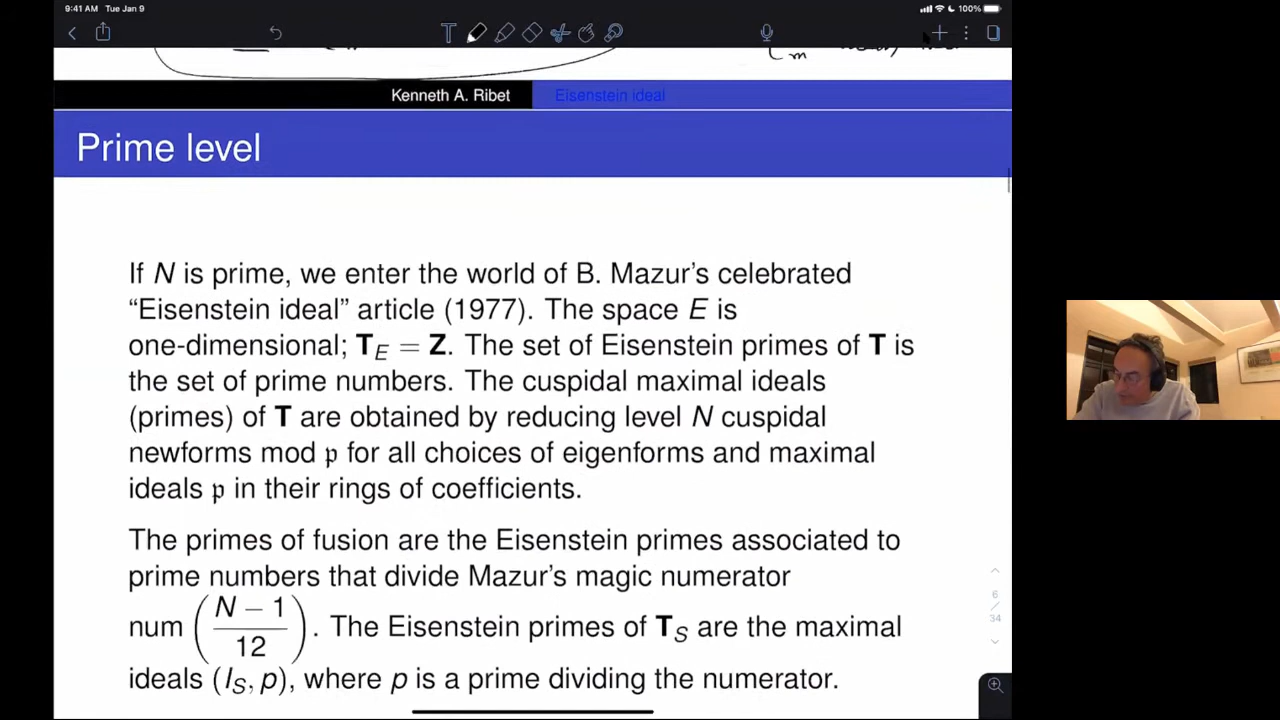 9:41 AM Tue Jan 9
100%
m
Kenneth A. Ribet
Eisenstein ideal
Prime level
If N is prime, we enter the world of B. Mazur's celebrated
“Eisenstein ideal” article (1977). The space E is
one-dimensional; T_E = Z. The set of Eisenstein primes of T is
the set of prime numbers. The cuspidal maximal ideals
(primes) of T are obtained by reducing level N cuspidal
newforms mod 𝔭 for all choices of eigenforms and maximal
ideals 𝔭 in their rings of coefficients.
The primes of fusion are the Eisenstein primes associated to
prime numbers that divide Mazur's magic numerator
num (N − 1 / 12). The Eisenstein primes of T_S are the maximal
ideals (I_S, p), where p is a prime dividing the numerator.
6
/
34